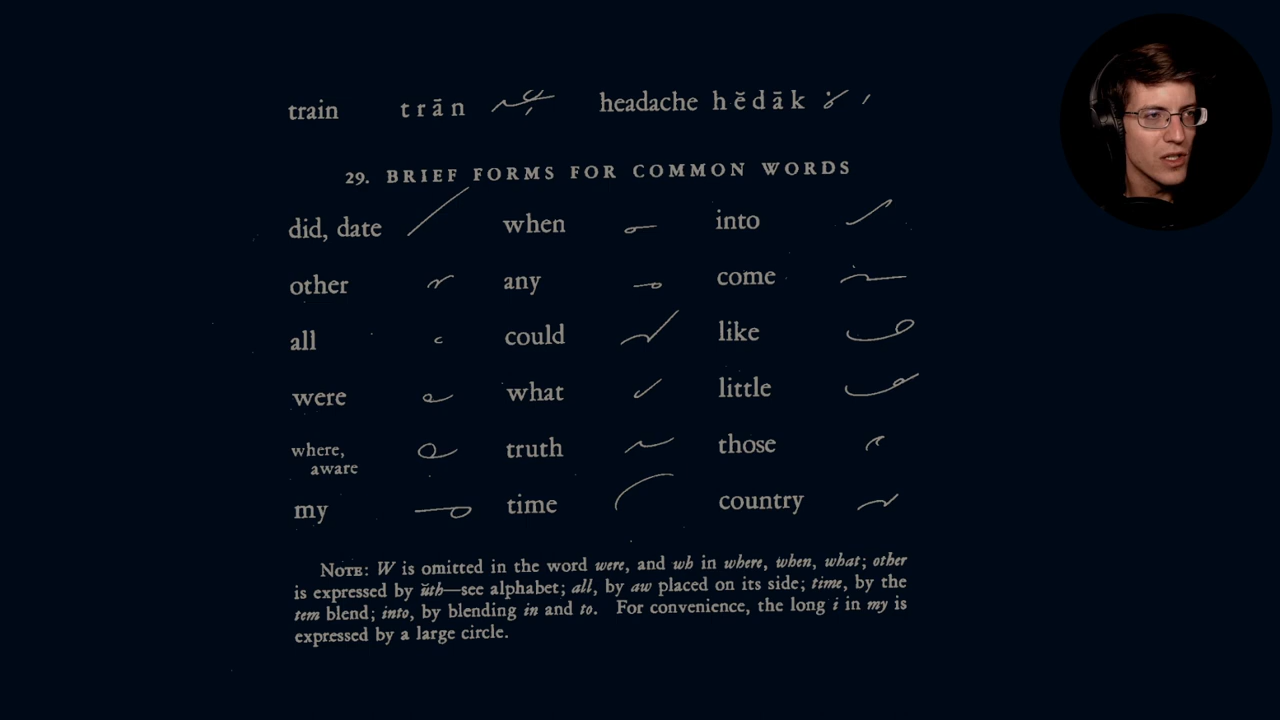 train trān headache hĕdāk
29. BRIEF FORMS FOR COMMON WORDS
did, date when into
other any come
all could like
were what little
where, aware truth those
my time country
NOTE: W is omitted in the word were, and wh in where, when, what; other
is expressed by ŭth—see alphabet; all, by aw placed on its side; time, by the
tem blend; into, by blending in and to. For convenience, the long i in my is
expressed by a large circle.